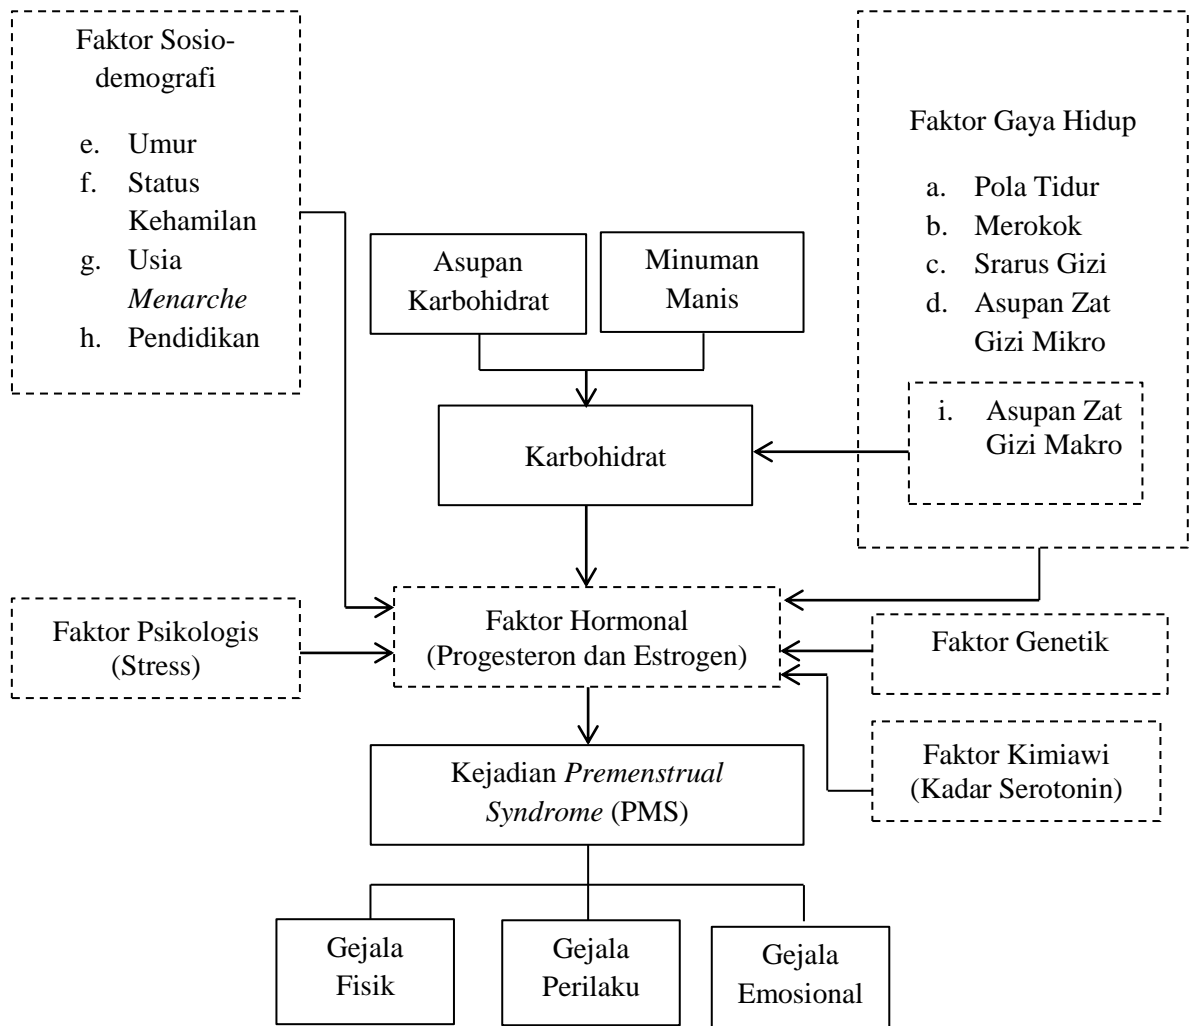 Faktor Sosio-
demografi
e. Umur
f. Status
Kehamilan
g. Usia
Menarche
h. Pendidikan
Asupan
Karbohidrat
Minuman
Manis
Faktor Gaya Hidup
a. Pola Tidur
b. Merokok
c. Srarus Gizi
d. Asupan Zat
Gizi Mikro
i. Asupan Zat
Gizi Makro
Karbohidrat
Faktor Psikologis
(Stress)
Faktor Hormonal
(Progesteron dan Estrogen)
Faktor Genetik
Faktor Kimiawi
(Kadar Serotonin)
Kejadian Premenstrual
Syndrome (PMS)
Gejala
Fisik
Gejala
Perilaku
Gejala
Emosional